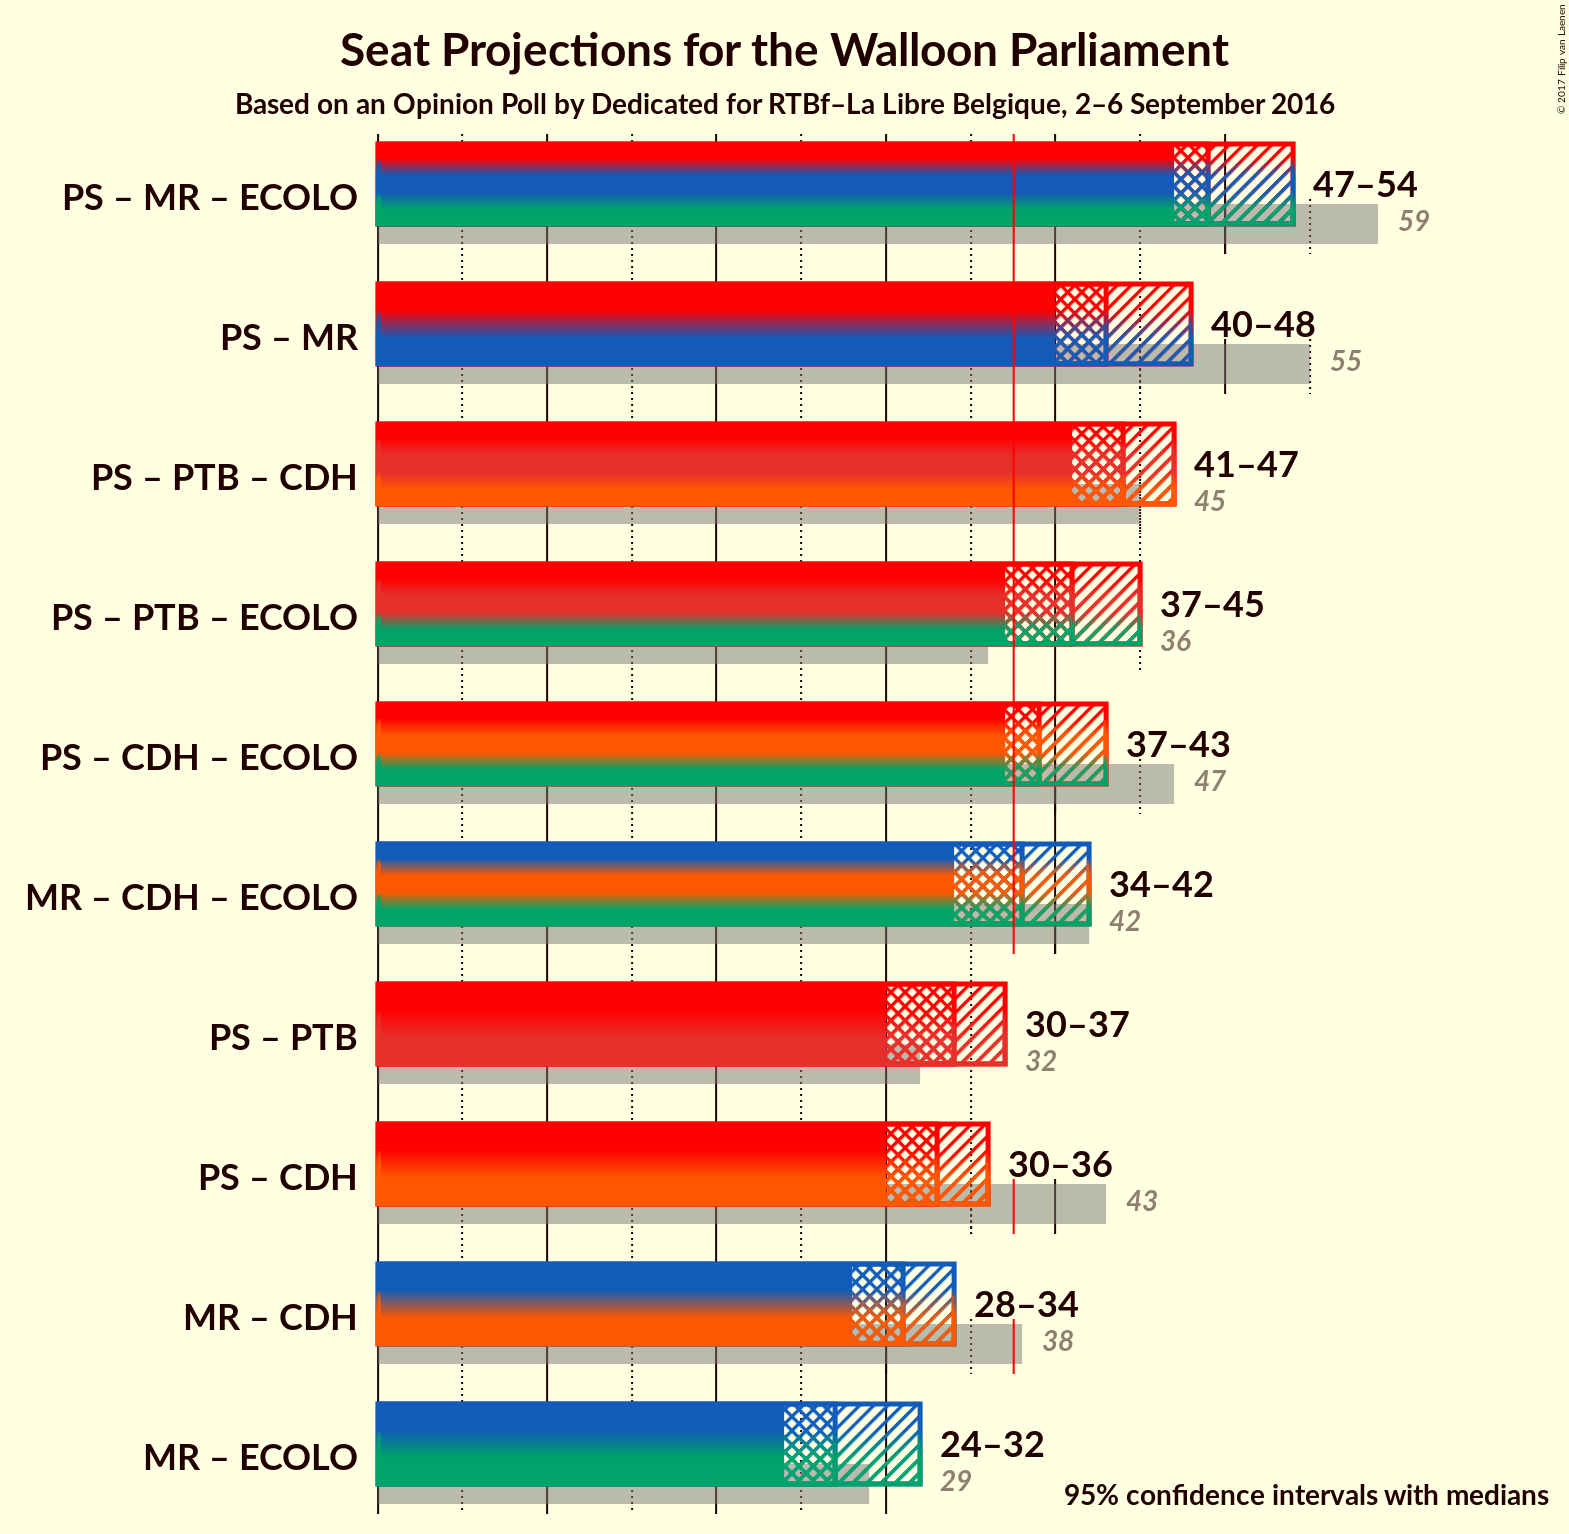 Seat Projections for the Walloon Parliament
Based on an Opinion Poll by Dedicated for RTBf–La Libre Belgique, 2–6 September 2016
© 2017 Filip van Laenen
PS – MR – ECOLO
47–54
59
PS – MR
40–48
55
PS – PTB – CDH
41–47
45
PS – PTB – ECOLO
37–45
36
PS – CDH – ECOLO
37–43
47
MR – CDH – ECOLO
34–42
42
PS – PTB
30–37
32
PS – CDH
30–36
43
MR – CDH
28–34
38
MR – ECOLO
24–32
29
95% confidence intervals with medians